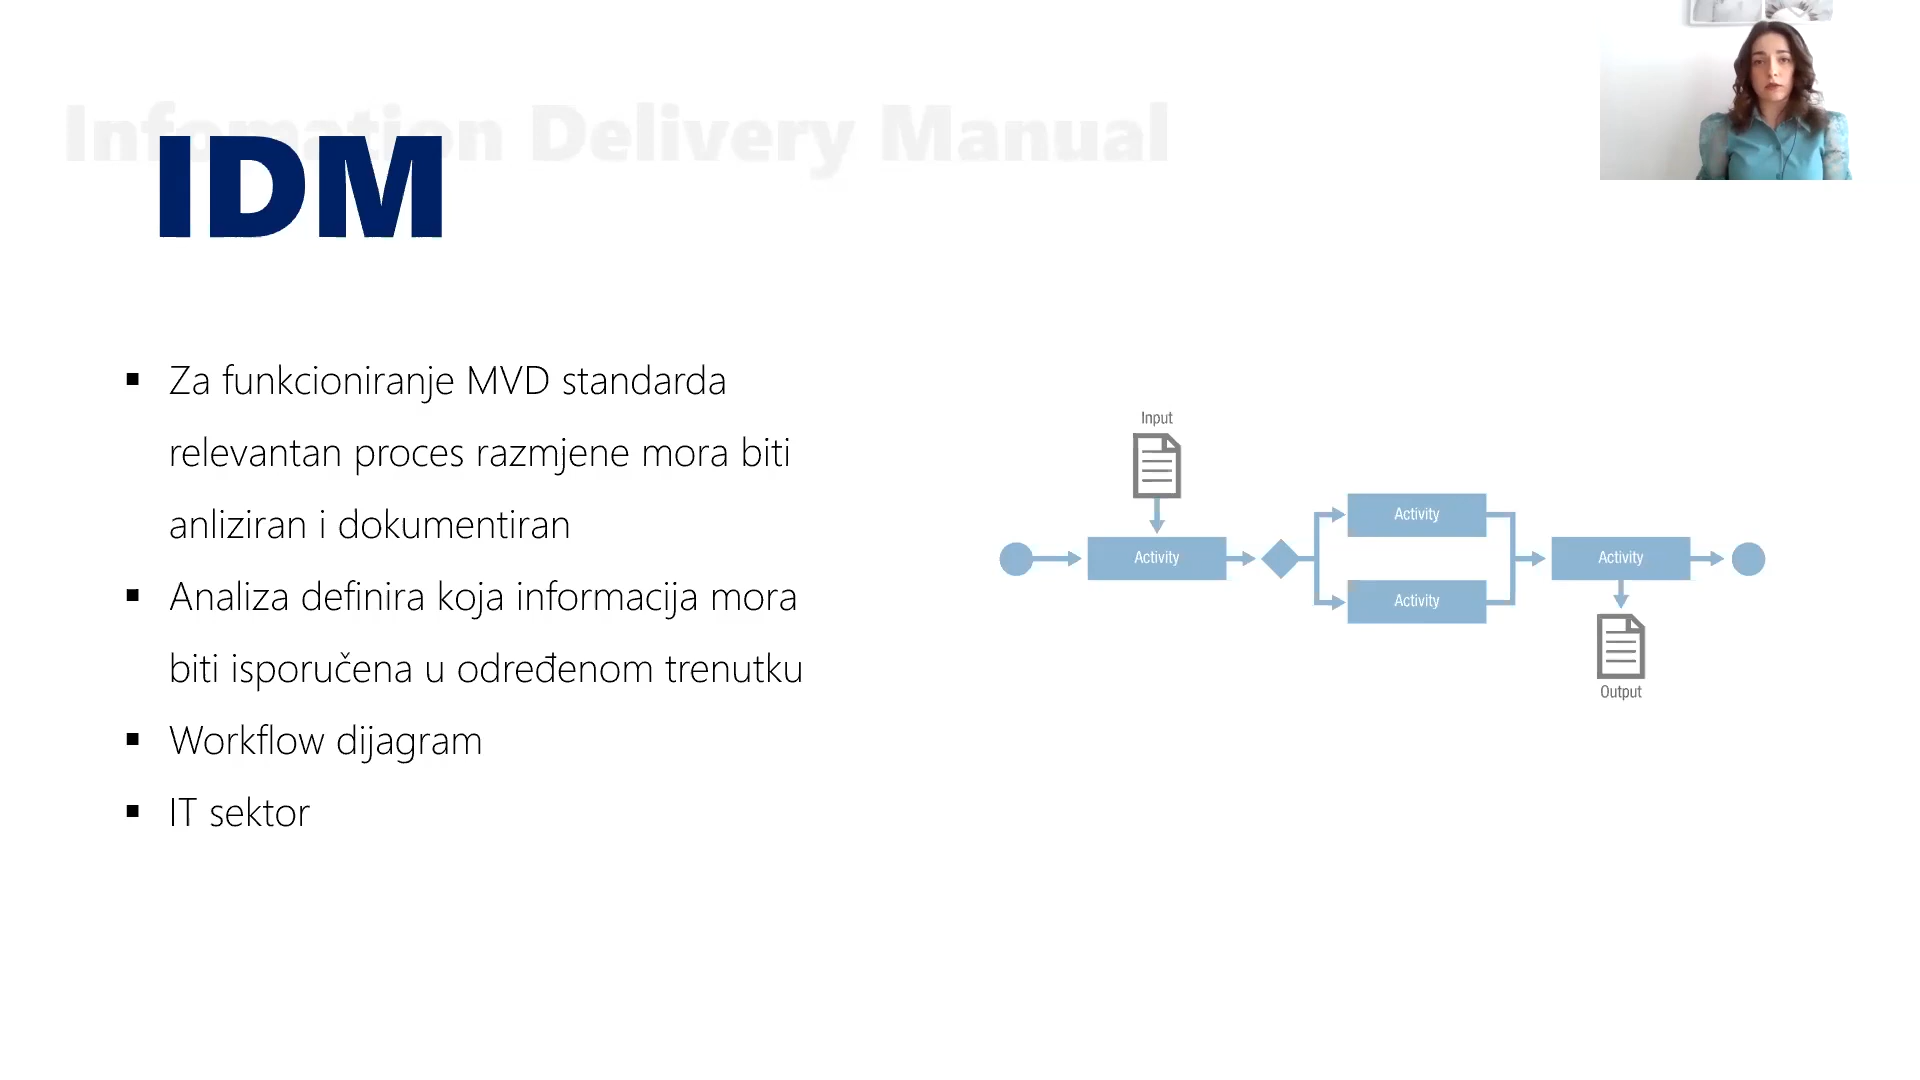 Infomation Delivery Manual
IDM
▪ Za funkcioniranje MVD standarda
relevantan proces razmjene mora biti
anliziran i dokumentiran
▪ Analiza definira koja informacija mora
biti isporučena u određenom trenutku
▪ Workflow dijagram
▪ IT sektor
Input
Activity
Activity
Activity
Activity
Output